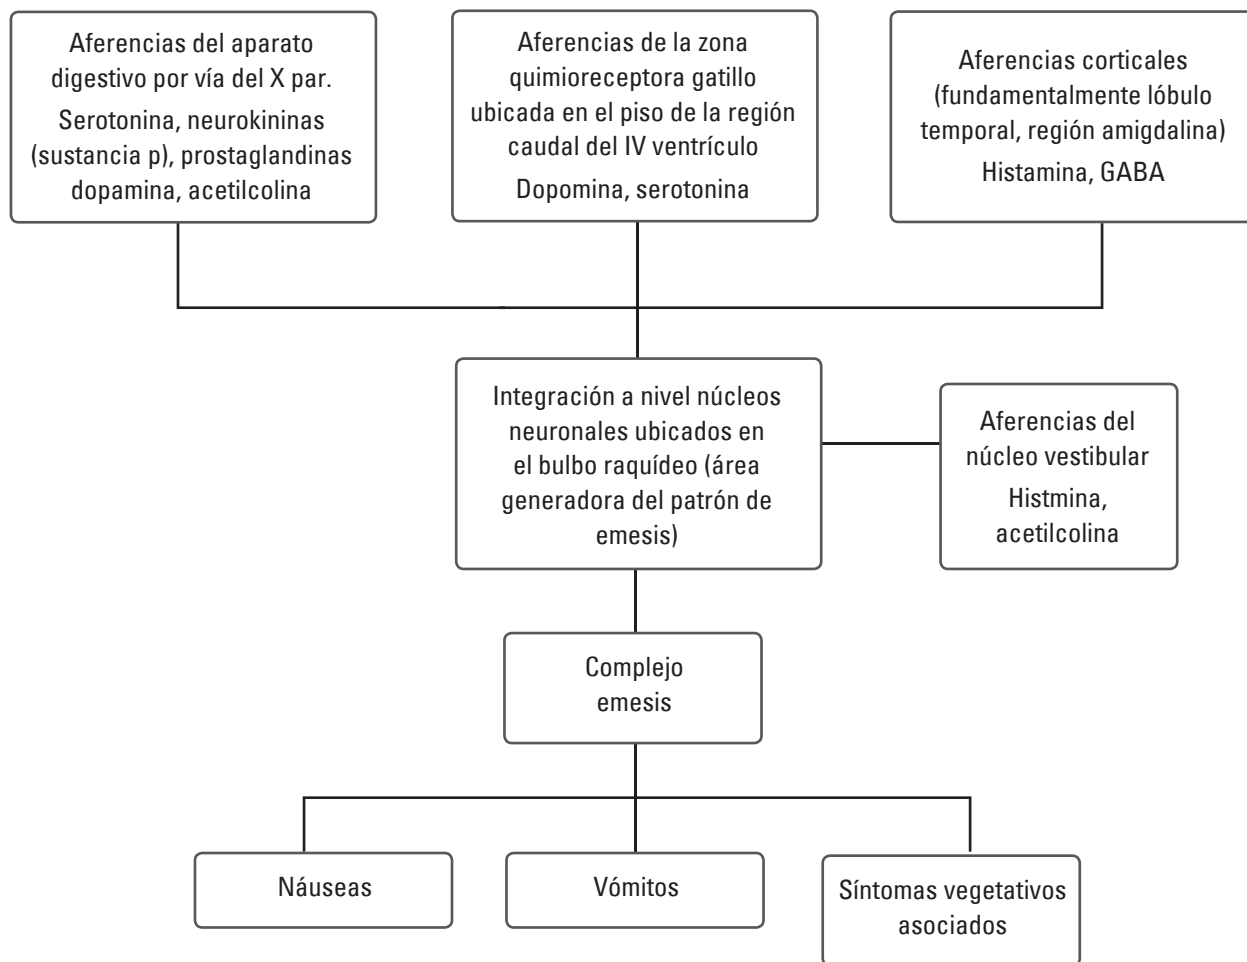 Aferencias del aparato
digestivo por vía del X par.
Serotonina, neurokininas
(sustancia p), prostaglandinas
dopamina, acetilcolina
Aferencias de la zona
quimioreceptora gatillo
ubicada en el piso de la región
caudal del IV ventrículo
Dopomina, serotonina
Aferencias corticales
(fundamentalmente lóbulo
temporal, región amigdalina)
Histamina, GABA
Integración a nivel núcleos
neuronales ubicados en
el bulbo raquídeo (área
generadora del patrón de
emesis)
Aferencias del
núcleo vestibular
Histmina,
acetilcolina
Complejo
emesis
Náuseas
Vómitos
Síntomas vegetativos
asociados